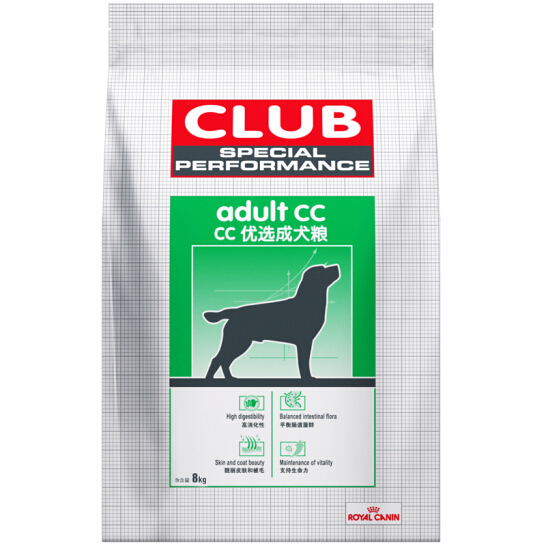 CLUB
SPECIAL
PERFORMANCE
adult CC
CC 优选成犬粮
High digestibility
高消化性
Balanced intestinal flora
平衡肠道菌群
Skin and coat beauty
靓丽皮肤和被毛
Maintenance of vitality
支持生命力
净含量 8kg
ROYAL CANIN